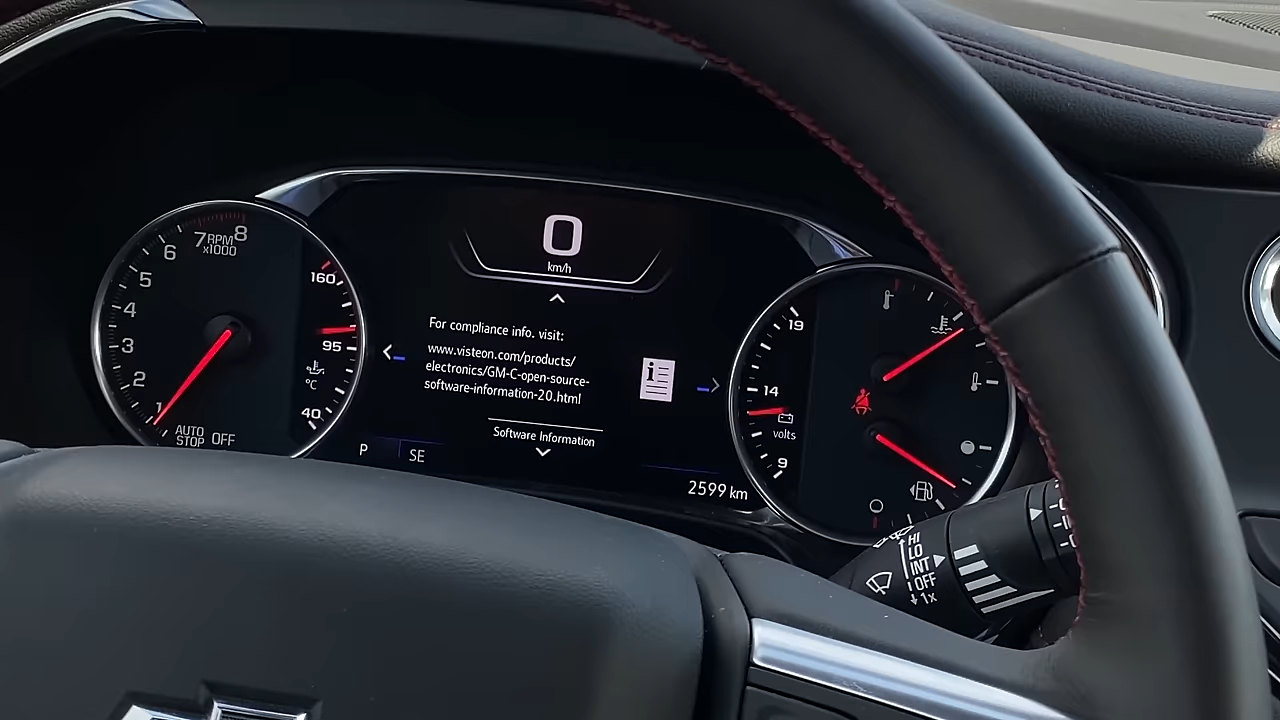 7 RPM 8
x1000
6
5
4
3
2
1
AUTO
STOP OFF
160
95
°C
40
0
km/h
For compliance info. visit:
www.visteon.com/products/
electronics/GM-C-open-source-
software-information-20.html
Software Information
P SE
2599 km
19
14
volts
9
HI
LO
INT
OFF
1x